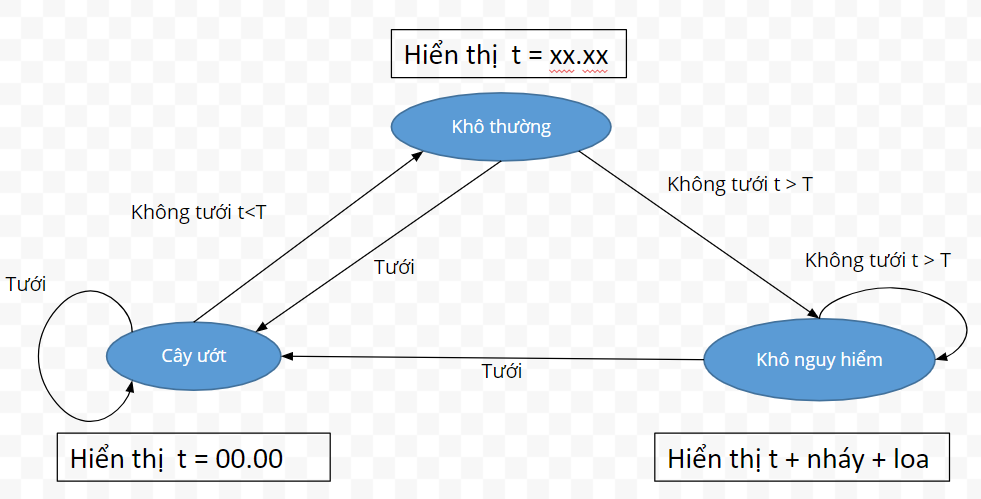 Hiển thị t = xx.xx
Khô thường
Không tưới t > T
Không tưới t<T
Tưới
Không tưới t > T
Tưới
Cây ướt
Tưới
Khô nguy hiểm
Hiển thị t = 00.00
Hiển thị t + nháy + loa